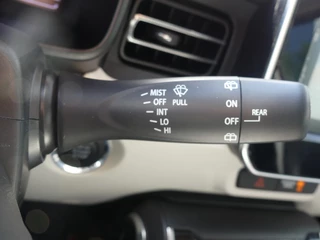 MIST
OFF PULL
INT
LO
HI
ON
OFF REAR